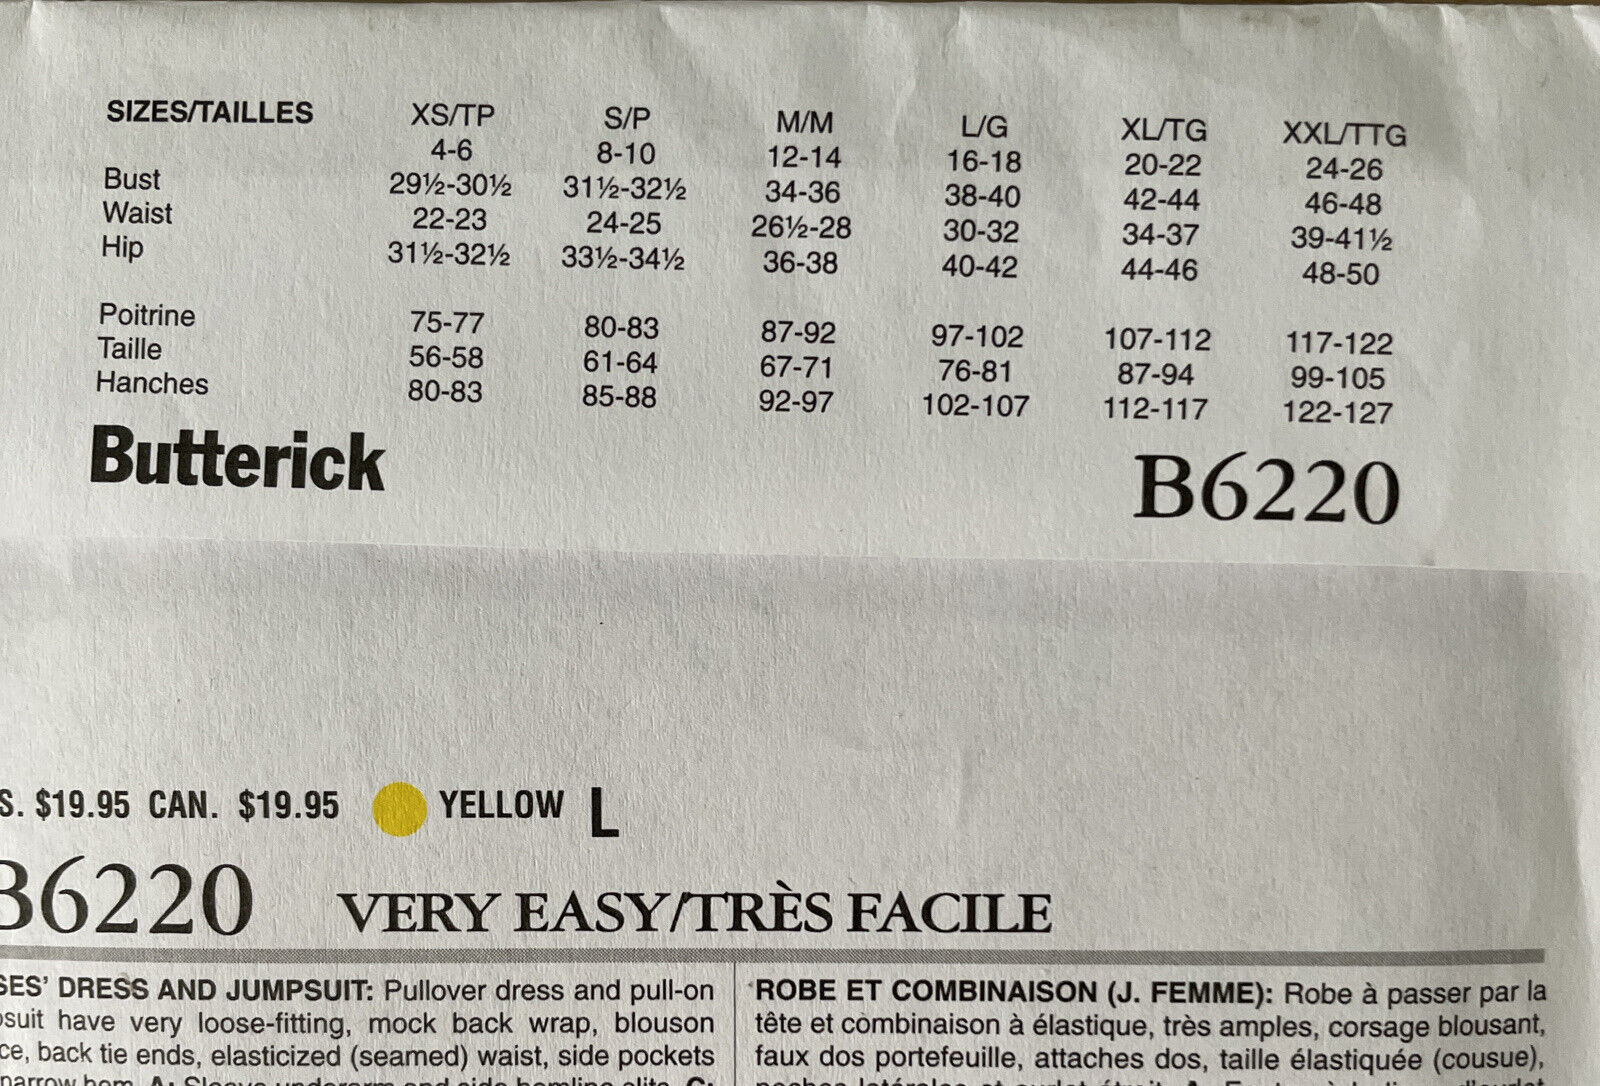 SIZES/TAILLES XS/TP S/P M/M L/G XL/TG XXL/TTG
4-6 8-10 12-14 16-18 20-22 24-26
Bust 29½-30½ 31½-32½ 34-36 38-40 42-44 46-48
Waist 22-23 24-25 26½-28 30-32 34-37 39-41½
Hip 31½-32½ 33½-34½ 36-38 40-42 44-46 48-50
Poitrine 75-77 80-83 87-92 97-102 107-112 117-122
Taille 56-58 61-64 67-71 76-81 87-94 99-105
Hanches 80-83 85-88 92-97 102-107 112-117 122-127
Butterick B6220
S. $19.95 CAN. $19.95 YELLOW L
B6220 VERY EASY/TRÈS FACILE
SES' DRESS AND JUMPSUIT: Pullover dress and pull-on
suit have very loose-fitting, mock back wrap, blouson
ce, back tie ends, elasticized (seamed) waist, side pockets
narrow hem. A:
ROBE ET COMBINAISON (J. FEMME): Robe à passer par la
tête et combinaison à élastique, très amples, corsage blousant,
faux dos portefeuille, attaches dos, taille élastiquée (cousue),